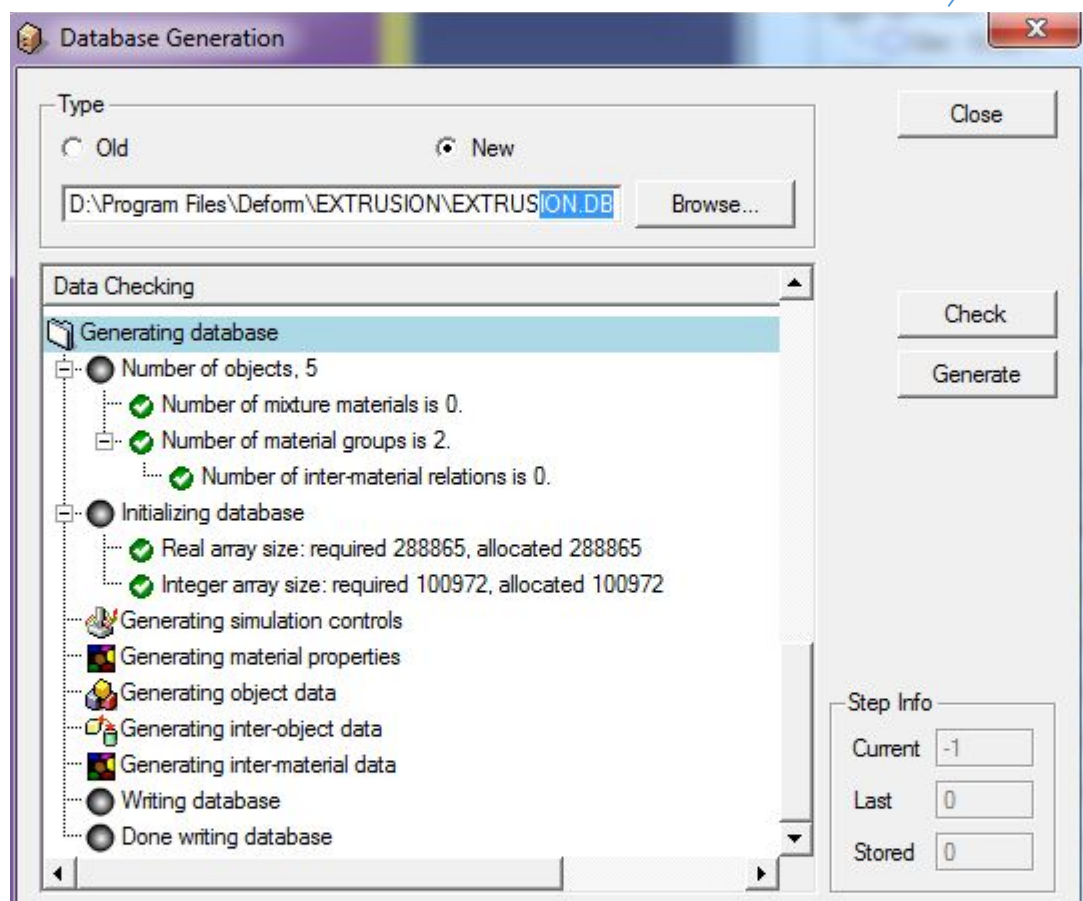 Database Generation
Type
Close
Old
New
D:\Program Files\Deform\EXTRUSION\EXTRUSION.DB
Browse...
Data Checking
Check
Generating database
Generate
Number of objects, 5
Number of mixture materials is 0.
Number of material groups is 2.
Number of inter-material relations is 0.
Initializing database
Real array size: required 288865, allocated 288865
Integer array size: required 100972, allocated 100972
Generating simulation controls
Generating material properties
Generating object data
Generating inter-object data
Generating inter-material data
Writing database
Done writing database
Step Info
Current -1
Last 0
Stored 0